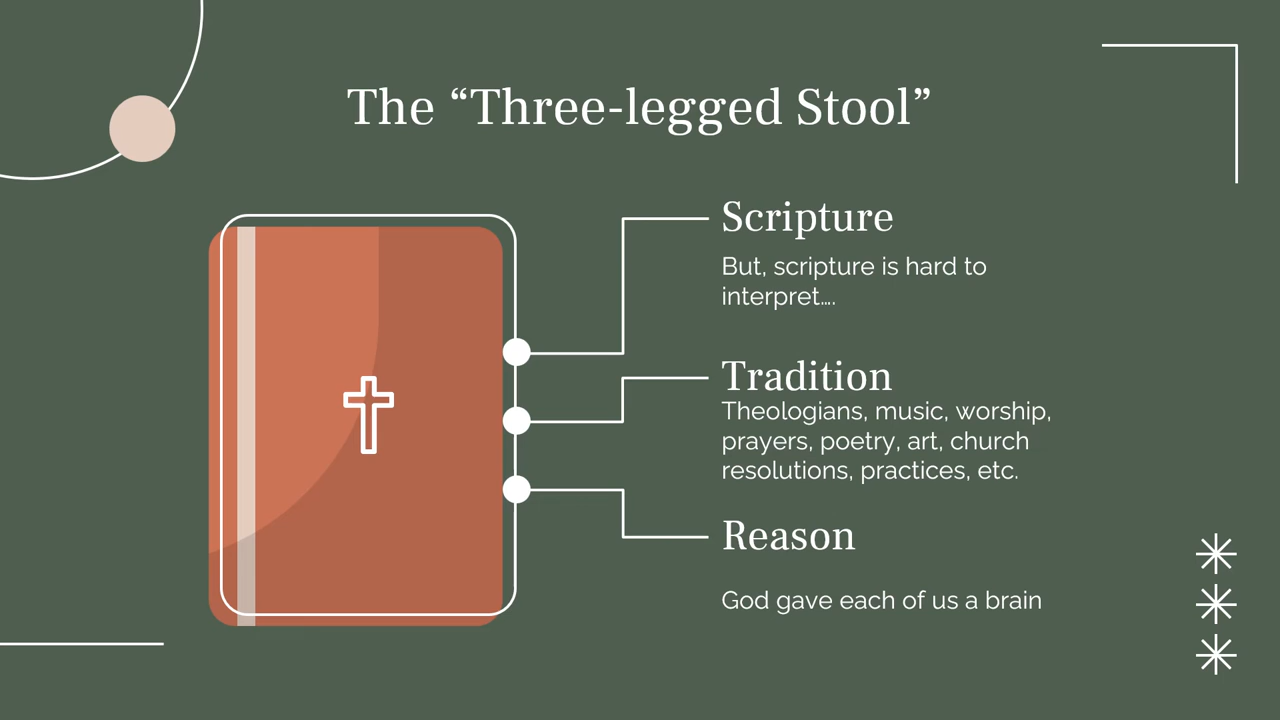 The “Three-legged Stool”
Scripture
But, scripture is hard to
interpret....
Tradition
Theologians, music, worship,
prayers, poetry, art, church
resolutions, practices, etc.
Reason
God gave each of us a brain